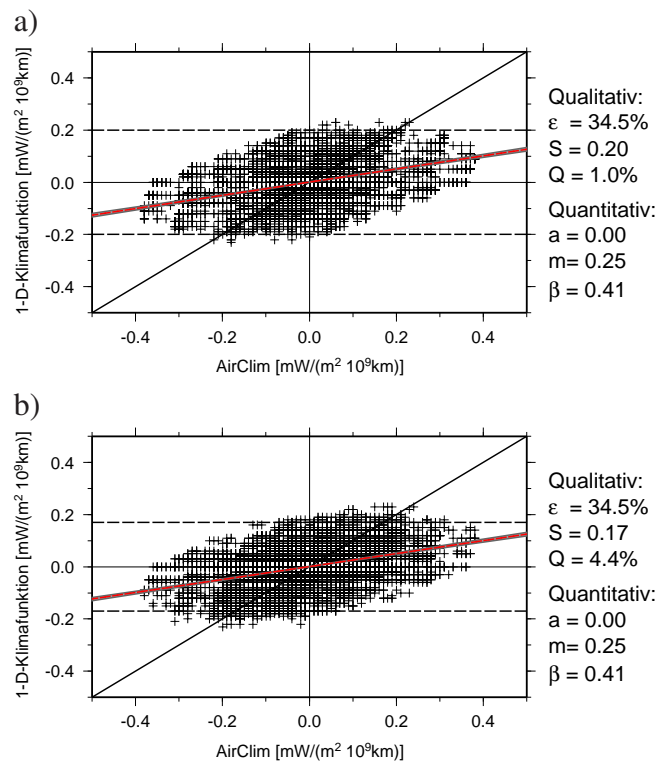 a)
1-D-Klimafunktion [mW/(m² 10⁹km)]
0.4
0.2
0.0
-0.2
-0.4
-0.4 -0.2 0.0 0.2 0.4
AirClim [mW/(m² 10⁹km)]
Qualitativ:
ε = 34.5%
S = 0.20
Q = 1.0%
Quantitativ:
a = 0.00
m= 0.25
β = 0.41
b)
1-D-Klimafunktion [mW/(m² 10⁹km)]
0.4
0.2
0.0
-0.2
-0.4
-0.4 -0.2 0.0 0.2 0.4
AirClim [mW/(m² 10⁹km)]
Qualitativ:
ε = 34.5%
S = 0.17
Q = 4.4%
Quantitativ:
a = 0.00
m= 0.25
β = 0.41